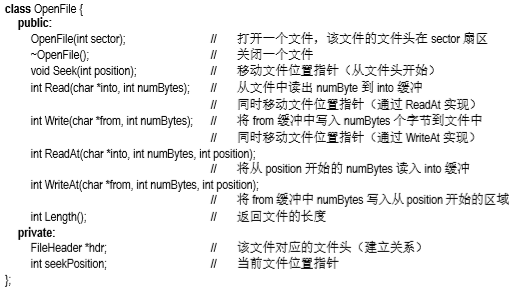 class OpenFile {
public:
OpenFile(int sector); // 打开一个文件，该文件的文件头在 sector 扇区
~OpenFile(); // 关闭一个文件
void Seek(int position); // 移动文件位置指针（从文件头开始）
int Read(char *into, int numBytes); // 从文件中读出 numByte 到 into 缓冲
// 同时移动文件位置指针（通过 ReadAt 实现）
int Write(char *from, int numBytes); // 将 from 缓冲中写入 numBytes 个字节到文件中
// 同时移动文件位置指针（通过 WriteAt 实现）
int ReadAt(char *into, int numBytes, int position);
// 将从 position 开始的 numBytes 读入 into 缓冲
int WriteAt(char *from, int numBytes, int position);
// 将 from 缓冲中 numBytes 写入从 position 开始的区域
int Length(); // 返回文件的长度
private:
FileHeader *hdr; // 该文件对应的文件头（建立关系）
int seekPosition; // 当前文件位置指针
};